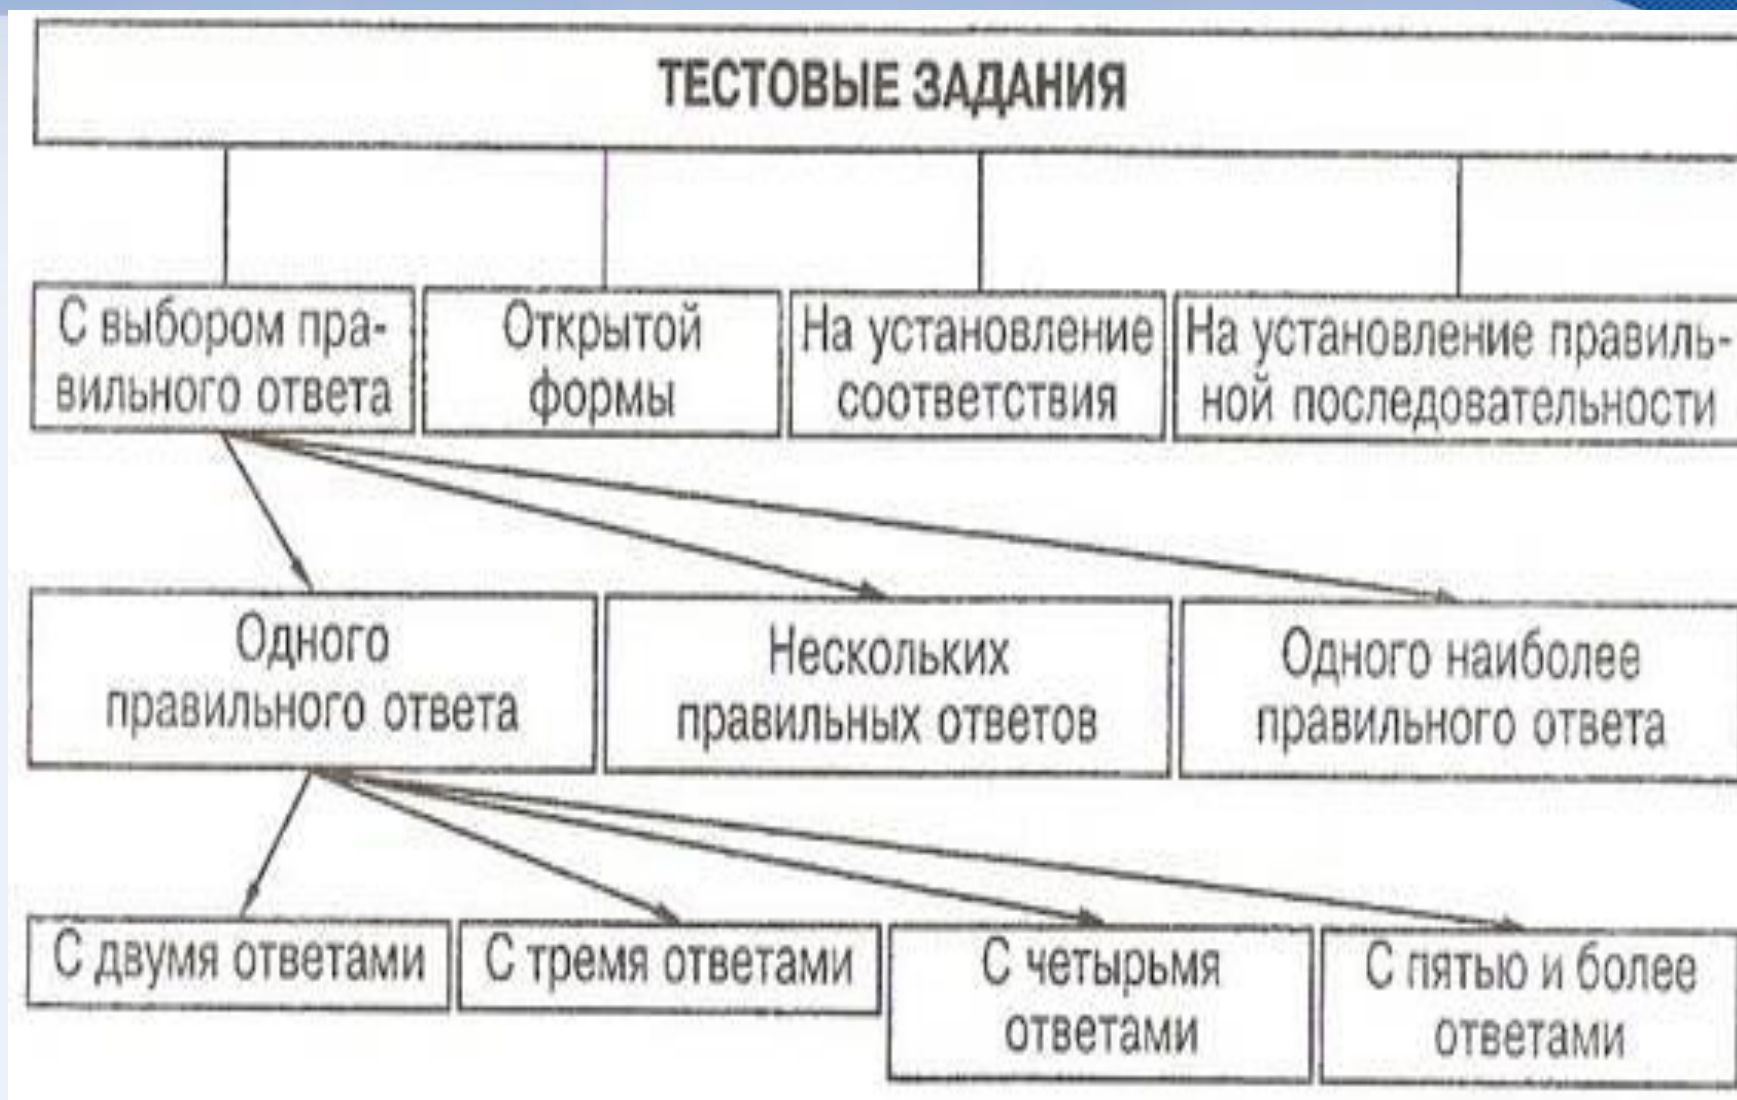 ТЕСТОВЫЕ ЗАДАНИЯ
С выбором пра-
вильного ответа
Открытой
формы
На установление
соответствия
На установление правиль-
ной последовательности
Одного
правильного ответа
Нескольких
правильных ответов
Одного наиболее
правильного ответа
С двумя ответами
С тремя ответами
С четырьмя
ответами
С пятью и более
ответами